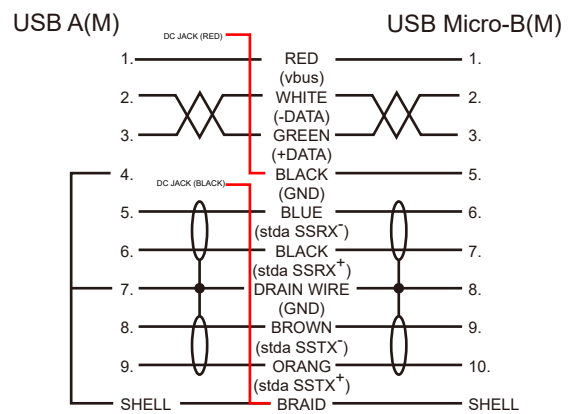 USB A(M) USB Micro-B(M)
DC JACK (RED)
1. RED 1.
(vbus)
2. WHITE 2.
(-DATA)
3. GREEN 3.
(+DATA)
4. BLACK 5.
DC JACK (BLACK)
(GND)
5. BLUE 6.
(stda SSRX-)
6. BLACK 7.
(stda SSRX+)
7. DRAIN WIRE 8.
(GND)
8. BROWN 9.
(stda SSTX-)
9. ORANG 10.
(stda SSTX+)
SHELL BRAID SHELL